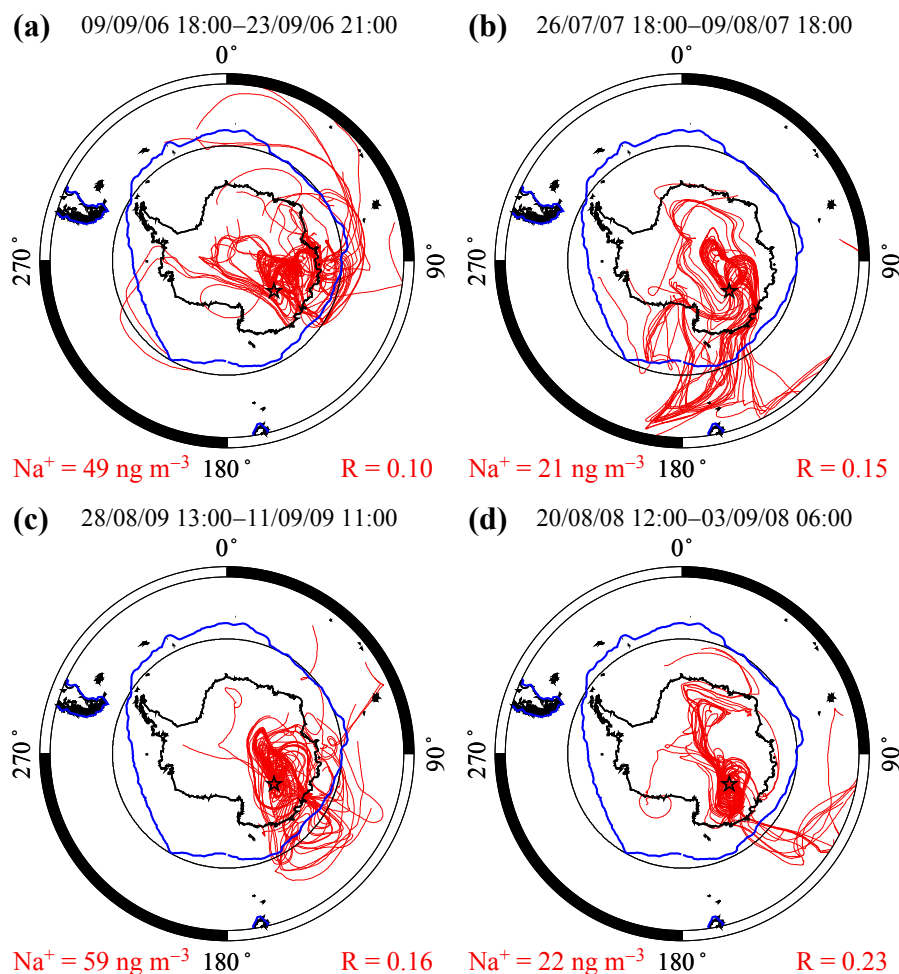 (a) 09/09/06 18:00–23/09/06 21:00
0°
270°
90°
Na⁺ = 49 ng m⁻³ 180° R = 0.10
(b) 26/07/07 18:00–09/08/07 18:00
0°
270°
90°
Na⁺ = 21 ng m⁻³ 180° R = 0.15
(c) 28/08/09 13:00–11/09/09 11:00
0°
270°
90°
Na⁺ = 59 ng m⁻³ 180° R = 0.16
(d) 20/08/08 12:00–03/09/08 06:00
0°
270°
90°
Na⁺ = 22 ng m⁻³ 180° R = 0.23